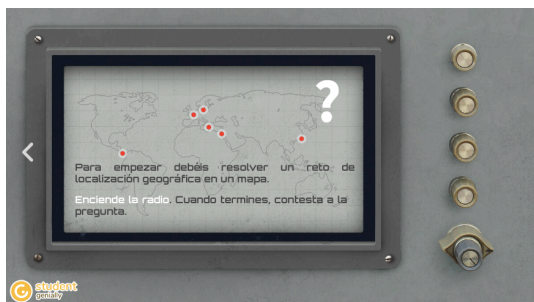 ?
Para empezar debéis resolver un reto de
localización geográfica en un mapa.
Enciende la radio. Cuando termines, contesta a la
pregunta.
student
genially